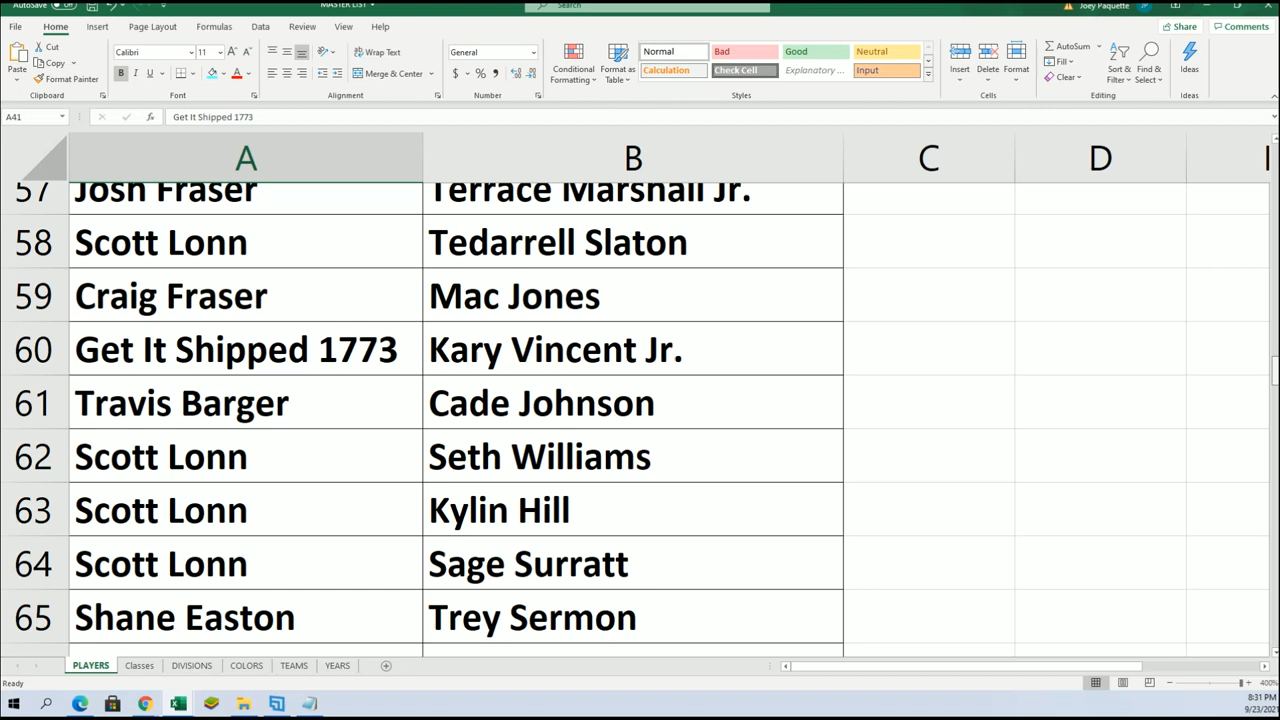 AutoSave Off MASTER LIST Search Joey Paquette JP
File Home Insert Page Layout Formulas Data Review View Help Share Comments
Paste Cut Copy Format Painter Clipboard
Calibri 11 A A B I U A Font
Wrap Text Merge & Center Alignment
General $ % Number
Conditional Formatting Format as Table
Normal Bad Good Neutral
Calculation Check Cell Explanatory ... Input
Styles
Insert Delete Format Cells
AutoSum Fill Clear Sort & Filter Find & Select Editing
Ideas Ideas
A41 fx Get It Shipped 1773
A B C D
57 Josh Fraser Terrace Marshall Jr.
58 Scott Lonn Tedarrell Slaton
59 Craig Fraser Mac Jones
60 Get It Shipped 1773 Kary Vincent Jr.
61 Travis Barger Cade Johnson
62 Scott Lonn Seth Williams
63 Scott Lonn Kylin Hill
64 Scott Lonn Sage Surratt
65 Shane Easton Trey Sermon
PLAYERS Classes DIVISIONS COLORS TEAMS YEARS
Ready 400%
8:31 PM
9/23/202